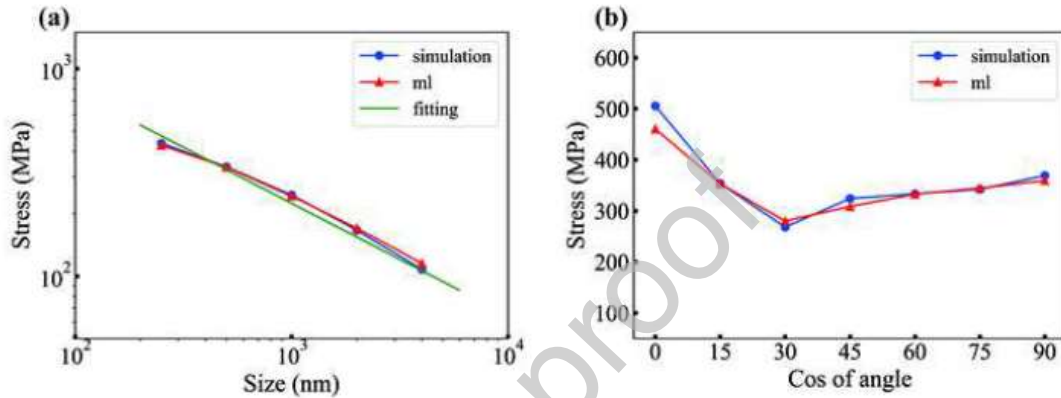 (a)
simulation
ml
fitting
10³
10²
Stress (MPa)
10² 10³ 10⁴
Size (nm)
(b)
simulation
ml
600
500
400
300
200
100
Stress (MPa)
0 15 30 45 60 75 90
Cos of angle
proof